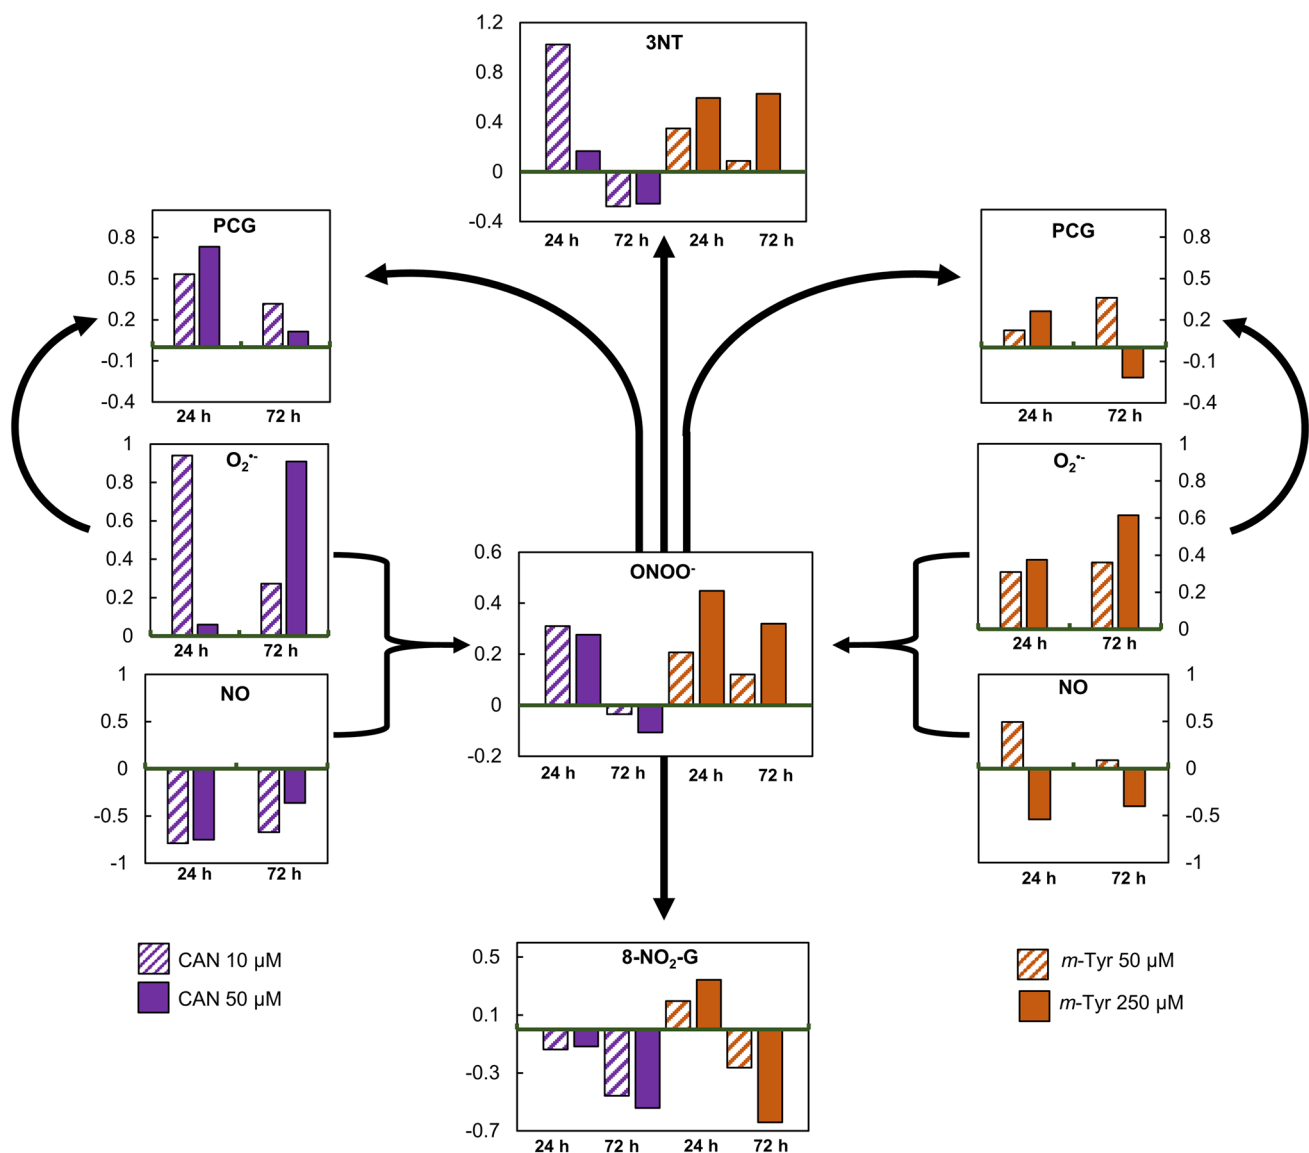 3NT
1.2
0.8
0.4
0
-0.4
24 h 72 h 24 h 72 h
PCG
0.8
0.5
0.2
-0.1
-0.4
24 h 72 h
PCG
0.8
0.5
0.2
-0.1
-0.4
24 h 72 h
O₂•-
1
0.8
0.6
0.4
0.2
0
24 h 72 h
O₂•-
1
0.8
0.6
0.4
0.2
0
24 h 72 h
ONOO-
0.6
0.4
0.2
0
-0.2
24 h 72 h 24 h 72 h
NO
1
0.5
0
-0.5
-1
24 h 72 h
NO
1
0.5
0
-0.5
-1
24 h 72 h
8-NO₂-G
0.5
0.1
-0.3
-0.7
24 h 72 h 24 h 72 h
CAN 10 µM
CAN 50 µM
m-Tyr 50 µM
m-Tyr 250 µM